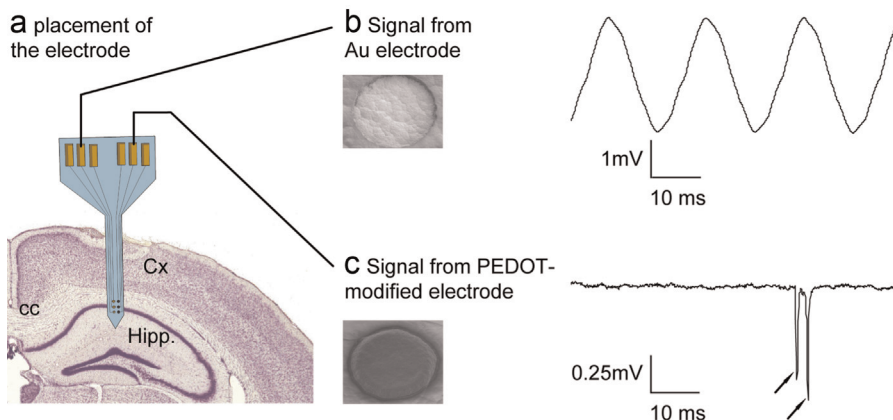 a placement of
the electrode
b Signal from
Au electrode
1mV
10 ms
Cx
cc
Hipp.
c Signal from PEDOT-
modified electrode
0.25mV
10 ms